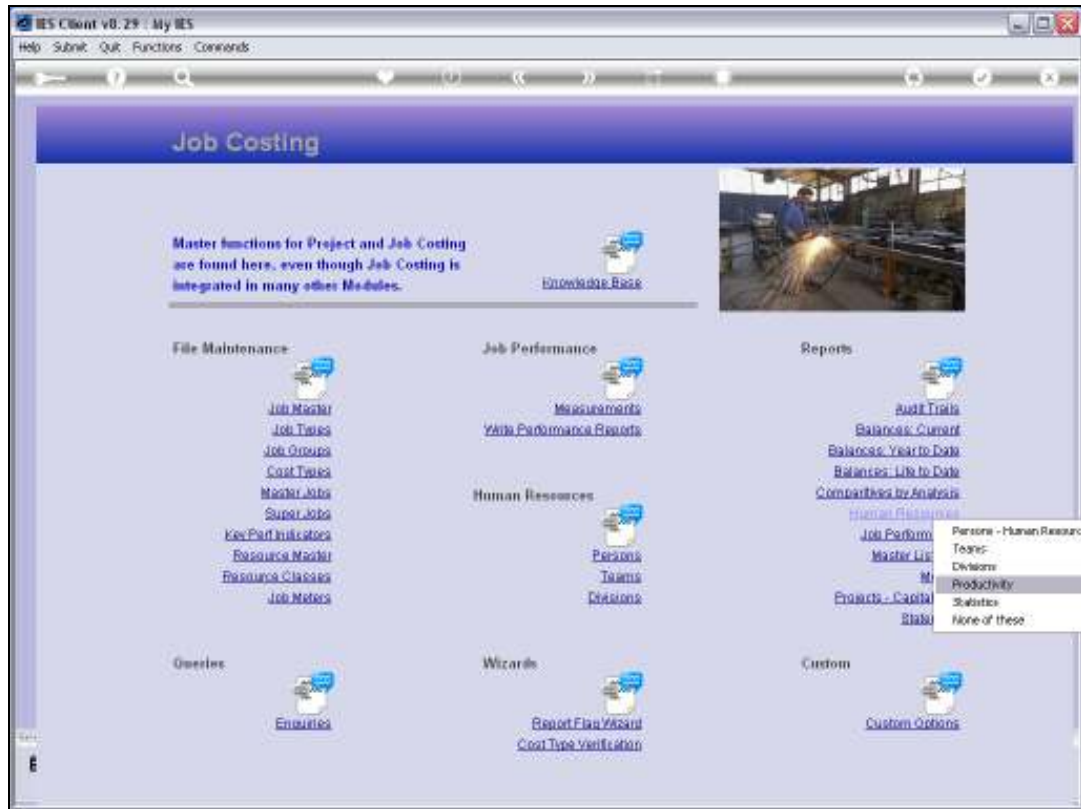 IES Client v8.29 : My IES
Help Submit Quit Functions Commands
Job Costing
Master functions for Project and Job Costing
are found here, even though Job Costing is
integrated in many other Modules.
Knowledge Base
File Maintenance
Job Master
Job Types
Job Groups
Cost Types
Master Jobs
Super Jobs
Key Perf Indicators
Resource Master
Resource Classes
Job Meters
Job Performance
Measurements
Write Performance Reports
Human Resources
Persons
Teams
Divisions
Reports
Audit Trails
Balances: Current
Balances: Year to Date
Balances: Life to Date
Comparitives by Analysis
Human Resources
Job Perform
Master Lis
M
Projects - Capital
State
Persons - Human Resourc
Teams
Divisions
Productivity
Statistics
None of these
Queries
Enquiries
Wizards
Report Flag Wizard
Cost Type Verification
Custom
Custom Options